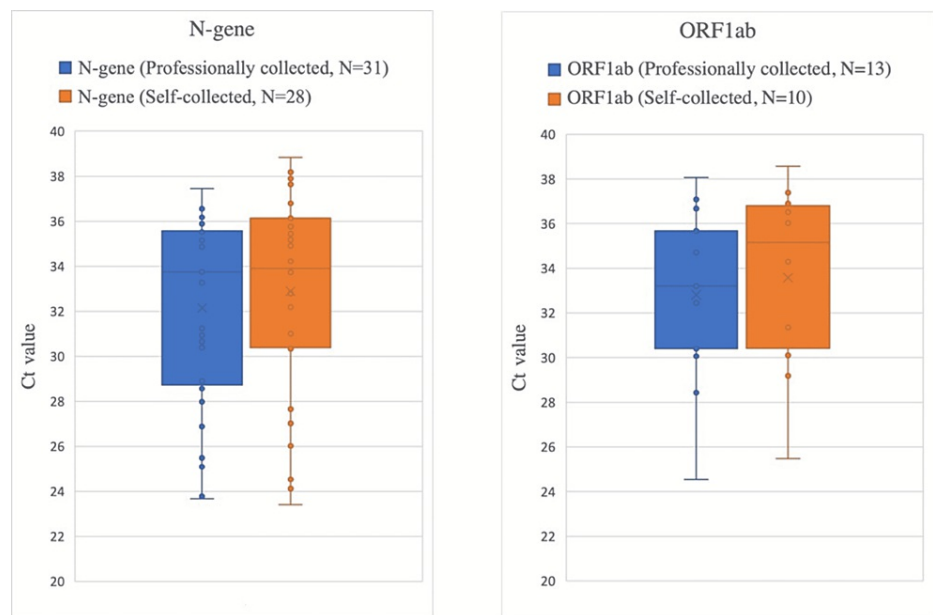 N-gene
N-gene (Professionally collected, N=31)
N-gene (Self-collected, N=28)
40
38
36
34
32
30
28
26
24
22
20
Ct value
ORF1ab
ORF1ab (Professionally collected, N=13)
ORF1ab (Self-collected, N=10)
40
38
36
34
32
30
28
26
24
22
20
Ct value